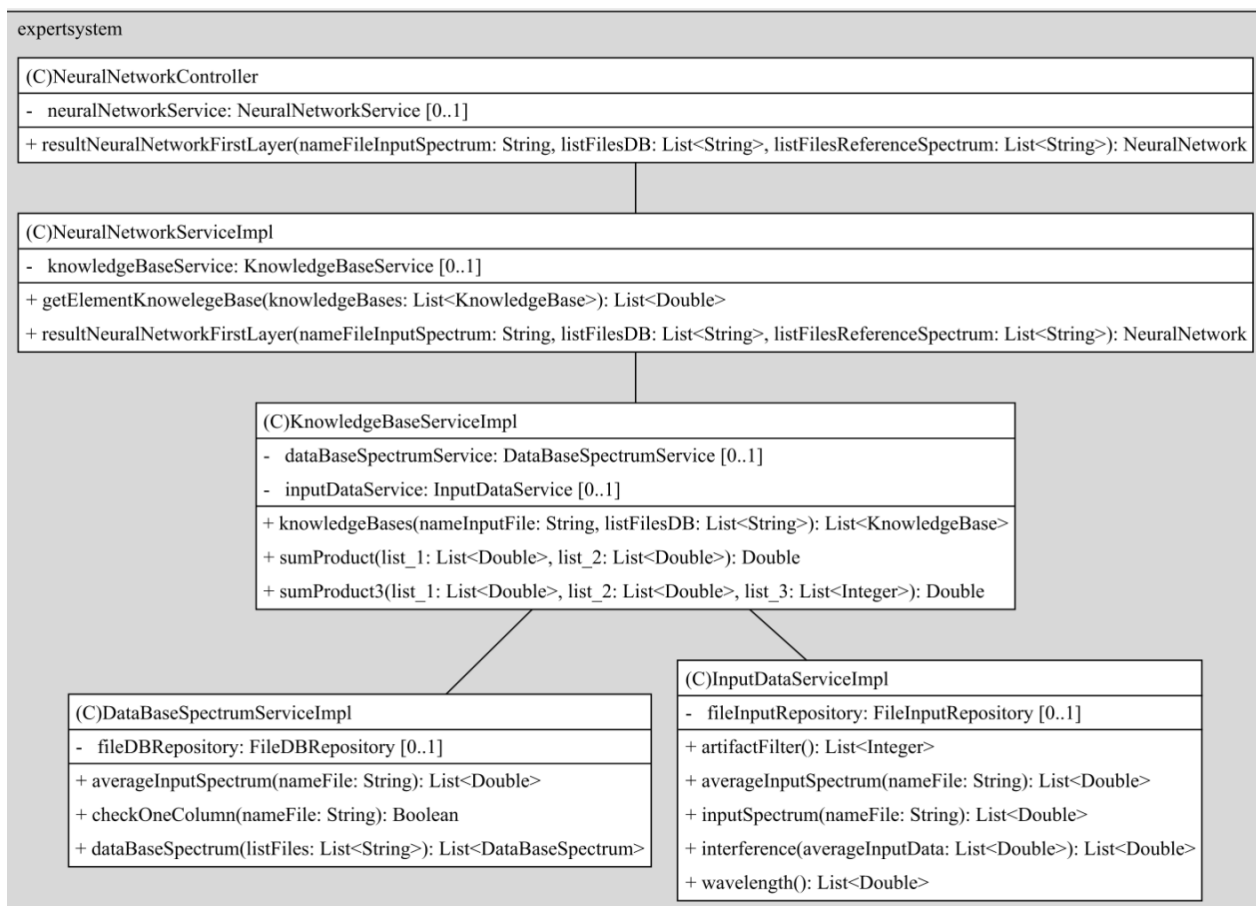 expertsystem
(C)NeuralNetworkController
- neuralNetworkService: NeuralNetworkService [0..1]
+ resultNeuralNetworkFirstLayer(nameFileInputSpectrum: String, listFilesDB: List<String>, listFilesReferenceSpectrum: List<String>): NeuralNetwork
(C)NeuralNetworkServiceImpl
- knowledgeBaseService: KnowledgeBaseService [0..1]
+ getElementKnowelegeBase(knowledgeBases: List<KnowledgeBase>): List<Double>
+ resultNeuralNetworkFirstLayer(nameFileInputSpectrum: String, listFilesDB: List<String>, listFilesReferenceSpectrum: List<String>): NeuralNetwork
(C)KnowledgeBaseServiceImpl
- dataBaseSpectrumService: DataBaseSpectrumService [0..1]
- inputDataService: InputDataService [0..1]
+ knowledgeBases(nameInputFile: String, listFilesDB: List<String>): List<KnowledgeBase>
+ sumProduct(list_1: List<Double>, list_2: List<Double>): Double
+ sumProduct3(list_1: List<Double>, list_2: List<Double>, list_3: List<Integer>): Double
(C)DataBaseSpectrumServiceImpl
- fileDBRepository: FileDBRepository [0..1]
+ averageInputSpectrum(nameFile: String): List<Double>
+ checkOneColumn(nameFile: String): Boolean
+ dataBaseSpectrum(listFiles: List<String>): List<DataBaseSpectrum>
(C)InputDataServiceImpl
- fileInputRepository: FileInputRepository [0..1]
+ artifactFilter(): List<Integer>
+ averageInputSpectrum(nameFile: String): List<Double>
+ inputSpectrum(nameFile: String): List<Double>
+ interference(averageInputData: List<Double>): List<Double>
+ wavelength(): List<Double>